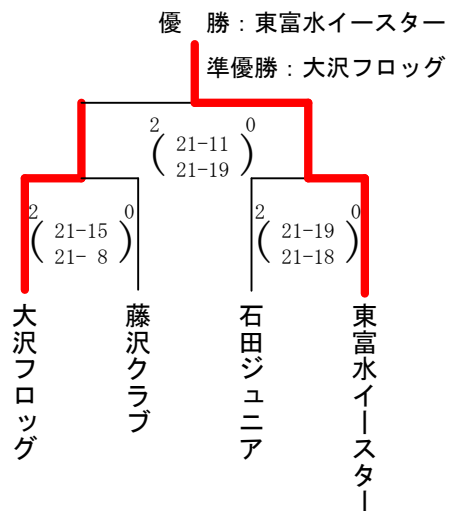 優　勝：東富水イースター
準優勝：大沢フロッグ
2 ( 21-11 ) 0
21-19
2 ( 21-15 ) 0
21- 8
2 ( 21-19 ) 0
21-18
大沢フロッグ
藤沢クラブ
石田ジュニア
東富水イースター